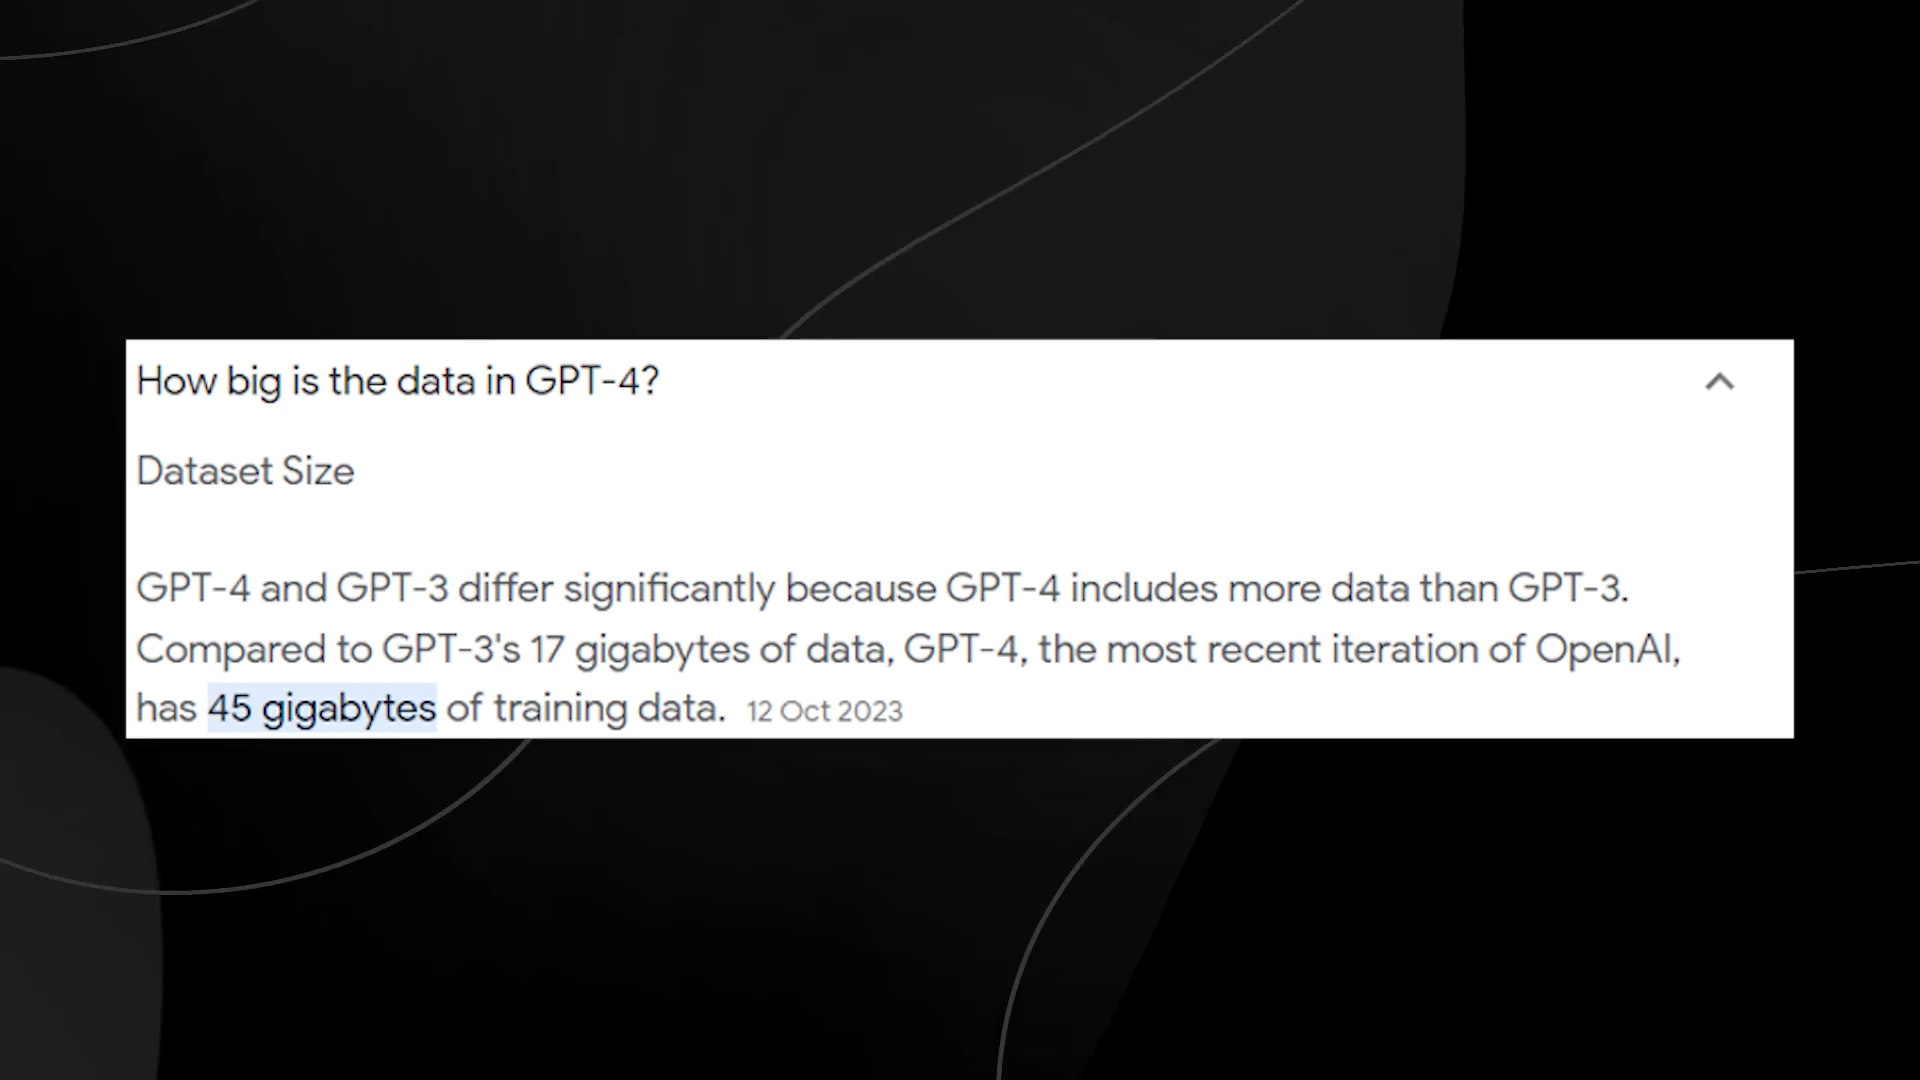 How big is the data in GPT-4?
Dataset Size
GPT-4 and GPT-3 differ significantly because GPT-4 includes more data than GPT-3.
Compared to GPT-3's 17 gigabytes of data, GPT-4, the most recent iteration of OpenAI,
has 45 gigabytes of training data. 12 Oct 2023